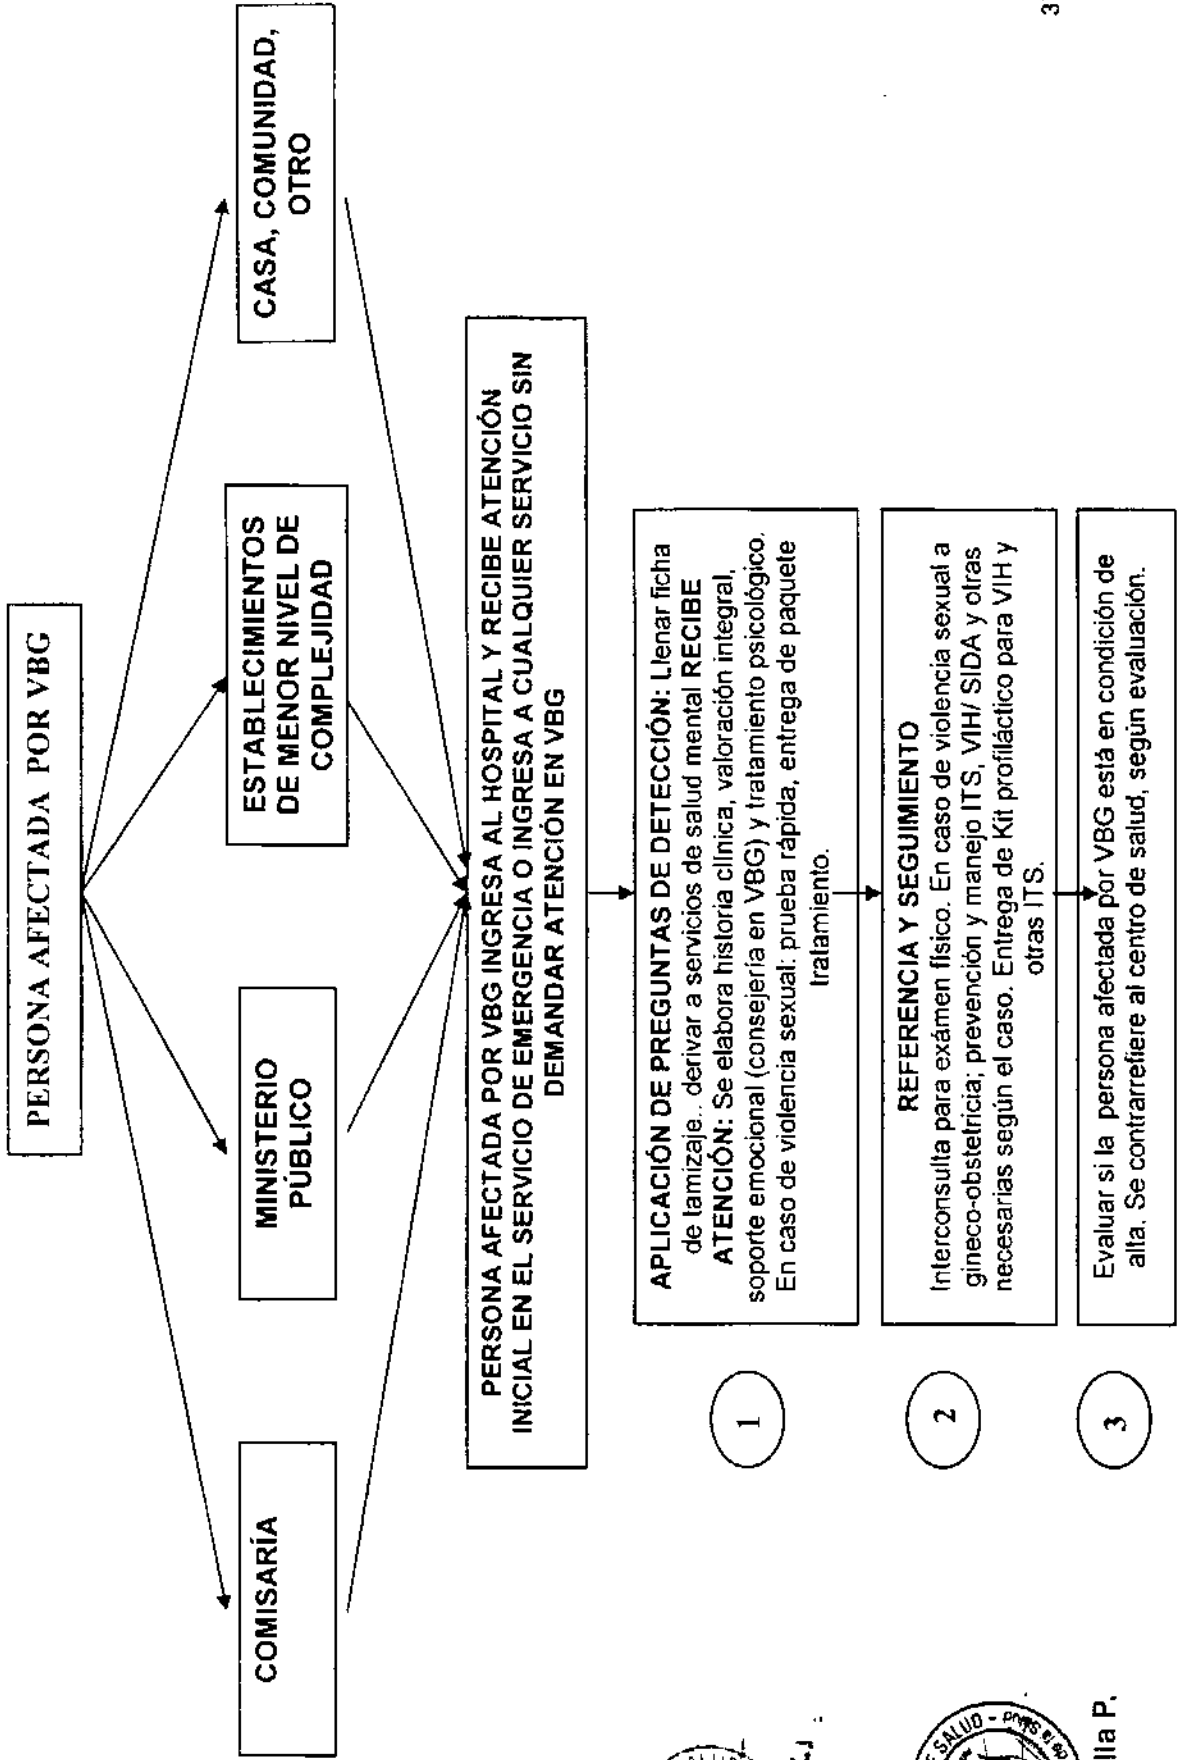 PERSONA AFECTADA POR VBG
COMISARÍA
MINISTERIO
PÚBLICO
ESTABLECIMIENTOS
DE MENOR NIVEL DE
COMPLEJIDAD
CASA, COMUNIDAD,
OTRO
PERSONA AFECTADA POR VBG INGRESA AL HOSPITAL Y RECIBE ATENCIÓN
INICIAL EN EL SERVICIO DE EMERGENCIA O INGRESA A CUALQUIER SERVICIO SIN
DEMANDAR ATENCIÓN EN VBG
1
APLICACIÓN DE PREGUNTAS DE DETECCIÓN: Llenar ficha
de tamizaje.. derivar a servicios de salud mental RECIBE
ATENCIÓN: Se elabora historia clínica, valoración integral,
soporte emocional (consejería en VBG) y tratamiento psicológico.
En caso de violencia sexual: prueba rápida, entrega de paquete
tratamiento.
2
REFERENCIA Y SEGUIMIENTO
Interconsulta para exámen físico. En caso de violencia sexual a
gineco-obstetricia; prevención y manejo ITS, VIH/ SIDA y otras
necesarias según el caso. Entrega de Kit profiláctico para VIH y
otras ITS.
3
Evaluar si la persona afectada por VBG está en condición de
alta. Se contrarrefiere al centro de salud, según evaluación.
SALUD
lla P.
3